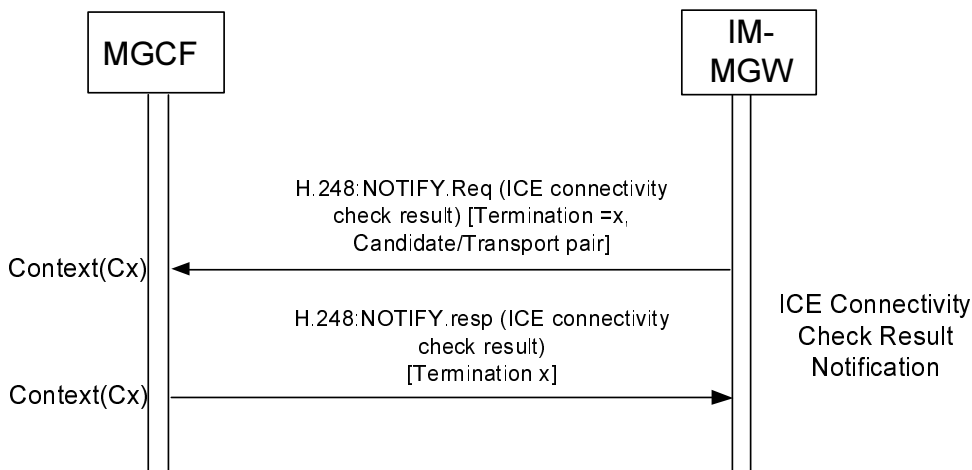 MGCF
IM-
MGW
H.248:NOTIFY.Req (ICE connectivity
check result) [Termination =x,
Candidate/Transport pair]
Context(Cx)
H.248:NOTIFY.resp (ICE connectivity
check result)
[Termination x]
Context(Cx)
ICE Connectivity
Check Result
Notification